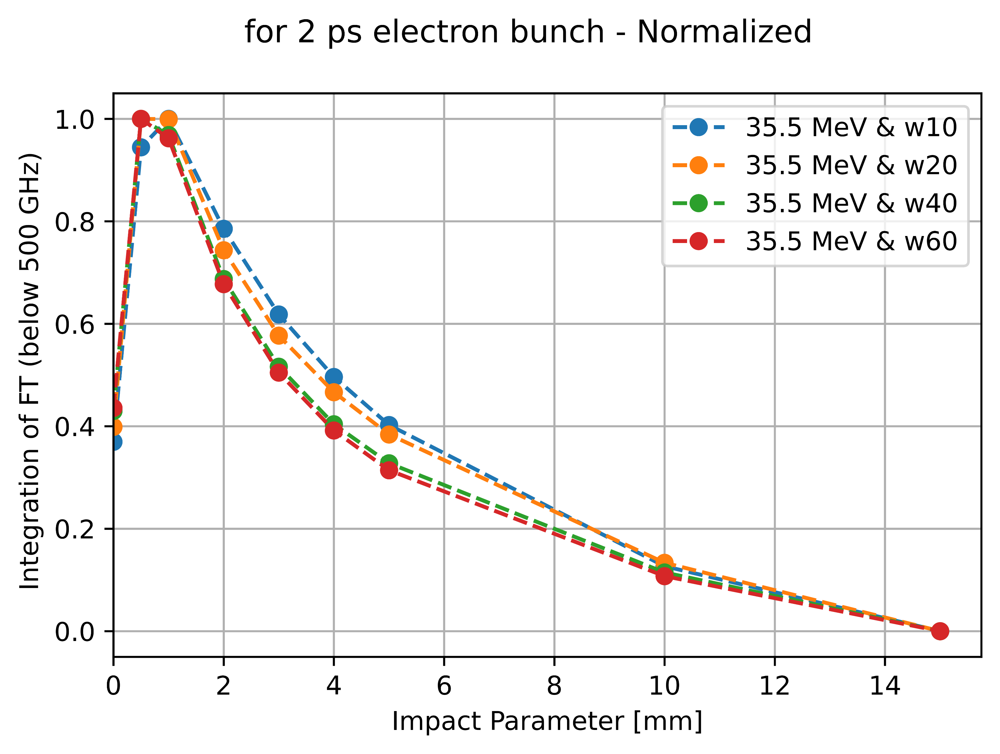 for 2 ps electron bunch - Normalized
Integration of FT (below 500 GHz)
1.0
0.8
0.6
0.4
0.2
0.0
35.5 MeV & w10
35.5 MeV & w20
35.5 MeV & w40
35.5 MeV & w60
0 2 4 6 8 10 12 14
Impact Parameter [mm]